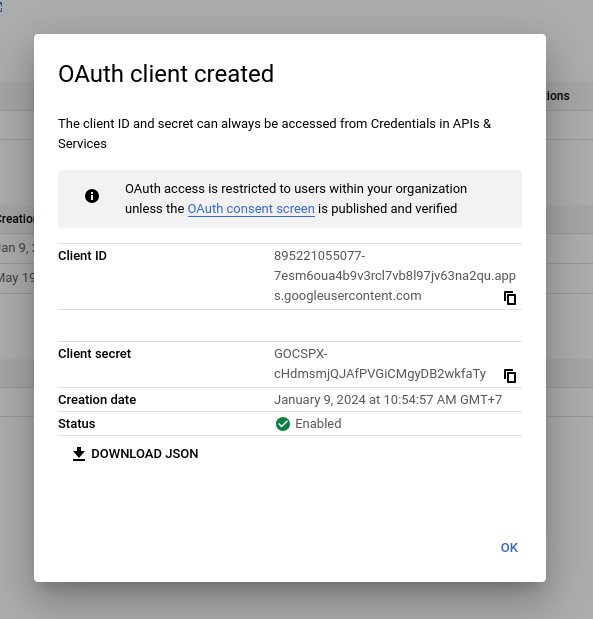 OAuth client created
ions
The client ID and secret can always be accessed from Credentials in APIs &
Services
OAuth access is restricted to users within your organization
unless the OAuth consent screen is published and verified
Creatio
Jan 9, 2
May 19
Client ID
895221055077-
7esm6oua4b9v3rcl7vb8l97jv63na2qu.app
s.googleusercontent.com
Client secret
GOCSPX-
cHdmsmjQJAfPVGiCMgyDB2wkfaTy
Creation date
January 9, 2024 at 10:54:57 AM GMT+7
Status
Enabled
DOWNLOAD JSON
OK